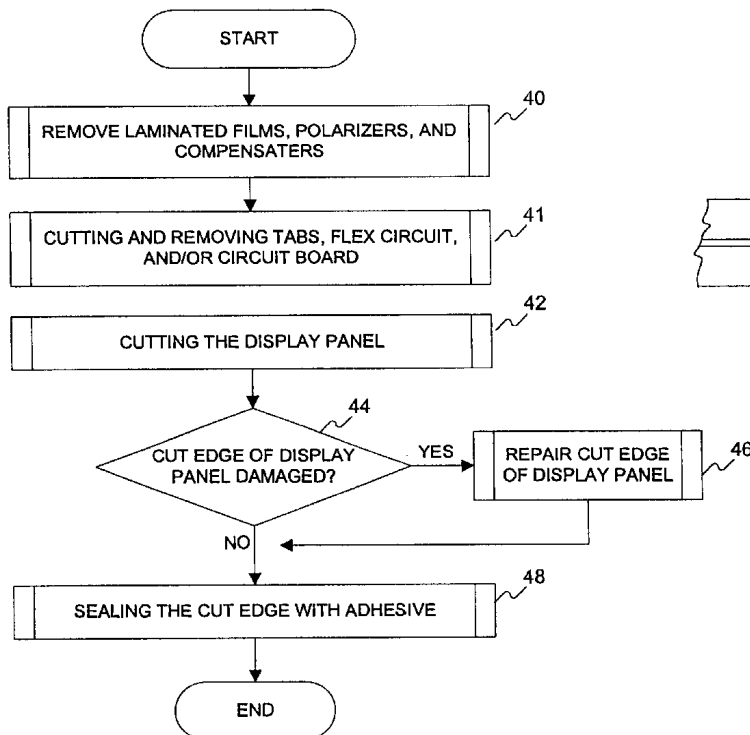 START
40
REMOVE LAMINATED FILMS, POLARIZERS, AND
COMPENSATERS
41
CUTTING AND REMOVING TABS, FLEX CIRCUIT,
AND/OR CIRCUIT BOARD
42
CUTTING THE DISPLAY PANEL
44
CUT EDGE OF DISPLAY
PANEL DAMAGED?
YES
REPAIR CUT EDGE
OF DISPLAY PANEL
46
NO
48
SEALING THE CUT EDGE WITH ADHESIVE
END